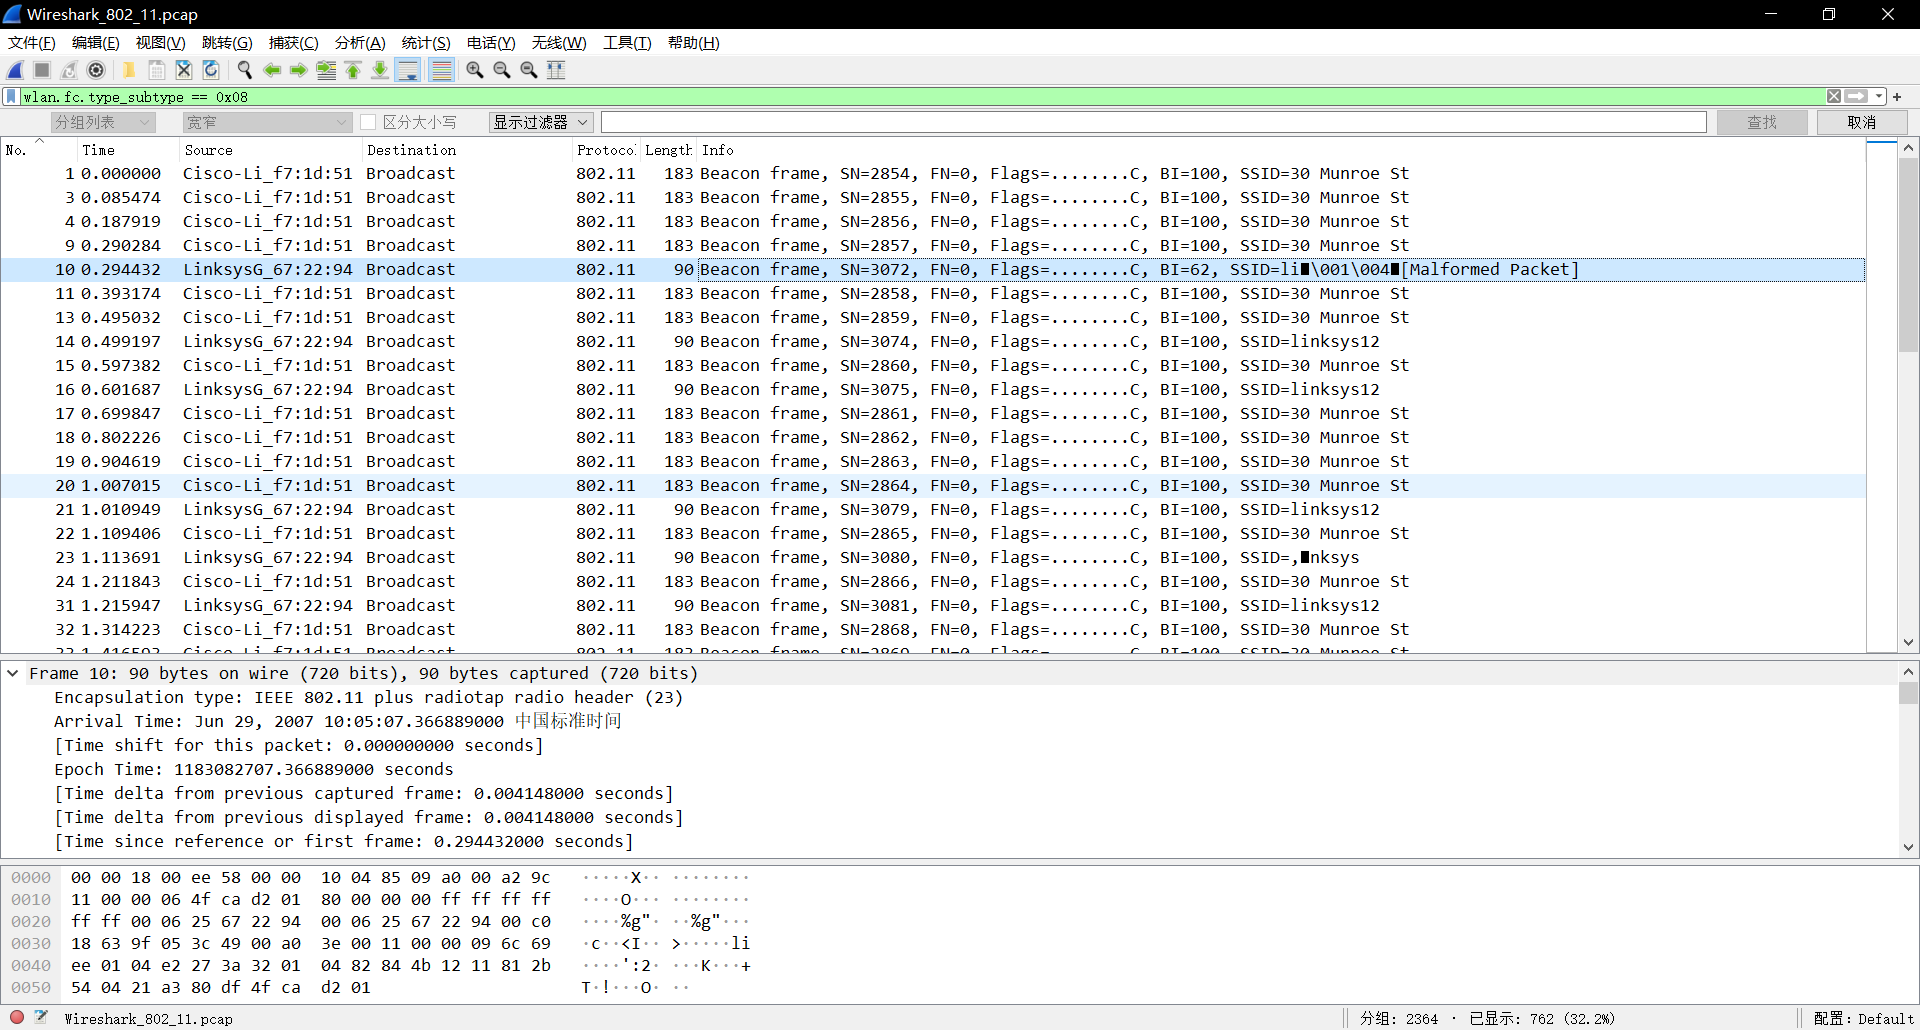 Wireshark_802_11.pcap
文件(F) 编辑(E) 视图(V) 跳转(G) 捕获(C) 分析(A) 统计(S) 电话(Y) 无线(W) 工具(T) 帮助(H)
wlan.fc.type_subtype == 0x08
分组列表 宽窄 区分大小写 显示过滤器 查找 取消
No. Time Source Destination Protoco Length Info
1 0.000000 Cisco-Li_f7:1d:51 Broadcast 802.11 183 Beacon frame, SN=2854, FN=0, Flags=........C, BI=100, SSID=30 Munroe St
3 0.085474 Cisco-Li_f7:1d:51 Broadcast 802.11 183 Beacon frame, SN=2855, FN=0, Flags=........C, BI=100, SSID=30 Munroe St
4 0.187919 Cisco-Li_f7:1d:51 Broadcast 802.11 183 Beacon frame, SN=2856, FN=0, Flags=........C, BI=100, SSID=30 Munroe St
9 0.290284 Cisco-Li_f7:1d:51 Broadcast 802.11 183 Beacon frame, SN=2857, FN=0, Flags=........C, BI=100, SSID=30 Munroe St
10 0.294432 LinksysG_67:22:94 Broadcast 802.11 90 Beacon frame, SN=3072, FN=0, Flags=........C, BI=62, SSID=li■\001\004■[Malformed Packet]
11 0.393174 Cisco-Li_f7:1d:51 Broadcast 802.11 183 Beacon frame, SN=2858, FN=0, Flags=........C, BI=100, SSID=30 Munroe St
13 0.495032 Cisco-Li_f7:1d:51 Broadcast 802.11 183 Beacon frame, SN=2859, FN=0, Flags=........C, BI=100, SSID=30 Munroe St
14 0.499197 LinksysG_67:22:94 Broadcast 802.11 90 Beacon frame, SN=3074, FN=0, Flags=........C, BI=100, SSID=linksys12
15 0.597382 Cisco-Li_f7:1d:51 Broadcast 802.11 183 Beacon frame, SN=2860, FN=0, Flags=........C, BI=100, SSID=30 Munroe St
16 0.601687 LinksysG_67:22:94 Broadcast 802.11 90 Beacon frame, SN=3075, FN=0, Flags=........C, BI=100, SSID=linksys12
17 0.699847 Cisco-Li_f7:1d:51 Broadcast 802.11 183 Beacon frame, SN=2861, FN=0, Flags=........C, BI=100, SSID=30 Munroe St
18 0.802226 Cisco-Li_f7:1d:51 Broadcast 802.11 183 Beacon frame, SN=2862, FN=0, Flags=........C, BI=100, SSID=30 Munroe St
19 0.904619 Cisco-Li_f7:1d:51 Broadcast 802.11 183 Beacon frame, SN=2863, FN=0, Flags=........C, BI=100, SSID=30 Munroe St
20 1.007015 Cisco-Li_f7:1d:51 Broadcast 802.11 183 Beacon frame, SN=2864, FN=0, Flags=........C, BI=100, SSID=30 Munroe St
21 1.010949 LinksysG_67:22:94 Broadcast 802.11 90 Beacon frame, SN=3079, FN=0, Flags=........C, BI=100, SSID=linksys12
22 1.109406 Cisco-Li_f7:1d:51 Broadcast 802.11 183 Beacon frame, SN=2865, FN=0, Flags=........C, BI=100, SSID=30 Munroe St
23 1.113691 LinksysG_67:22:94 Broadcast 802.11 90 Beacon frame, SN=3080, FN=0, Flags=........C, BI=100, SSID=,■nksys
24 1.211843 Cisco-Li_f7:1d:51 Broadcast 802.11 183 Beacon frame, SN=2866, FN=0, Flags=........C, BI=100, SSID=30 Munroe St
31 1.215947 LinksysG_67:22:94 Broadcast 802.11 90 Beacon frame, SN=3081, FN=0, Flags=........C, BI=100, SSID=linksys12
32 1.314223 Cisco-Li_f7:1d:51 Broadcast 802.11 183 Beacon frame, SN=2868, FN=0, Flags=........C, BI=100, SSID=30 Munroe St
33 1.416593 Cisco-Li_f7:1d:51 Broadcast 802.11 183 Beacon frame, SN=2869, FN=0, Flags=........C, BI=100, SSID=30 Munroe St
Frame 10: 90 bytes on wire (720 bits), 90 bytes captured (720 bits)
Encapsulation type: IEEE 802.11 plus radiotap radio header (23)
Arrival Time: Jun 29, 2007 10:05:07.366889000 中国标准时间
[Time shift for this packet: 0.000000000 seconds]
Epoch Time: 1183082707.366889000 seconds
[Time delta from previous captured frame: 0.004148000 seconds]
[Time delta from previous displayed frame: 0.004148000 seconds]
[Time since reference or first frame: 0.294432000 seconds]
0000 00 00 18 00 ee 58 00 00 10 04 85 09 a0 00 a2 9c ·····X·· ········
0010 11 00 00 06 4f ca d2 01 80 00 00 00 ff ff ff ff ····O··· ········
0020 ff ff 00 06 25 67 22 94 00 06 25 67 22 94 00 c0 ····%g"· ··%g"···
0030 18 63 9f 05 3c 49 00 a0 3e 00 11 00 00 09 6c 69 ·c··<I·· >·····li
0040 ee 01 04 e2 27 3a 32 01 04 82 84 4b 12 11 81 2b ····':2· ···K···+
0050 54 04 21 a3 80 df 4f ca d2 01 T·!···O· ··
Wireshark_802_11.pcap 分组: 2364 · 已显示: 762 (32.2%) 配置: Default